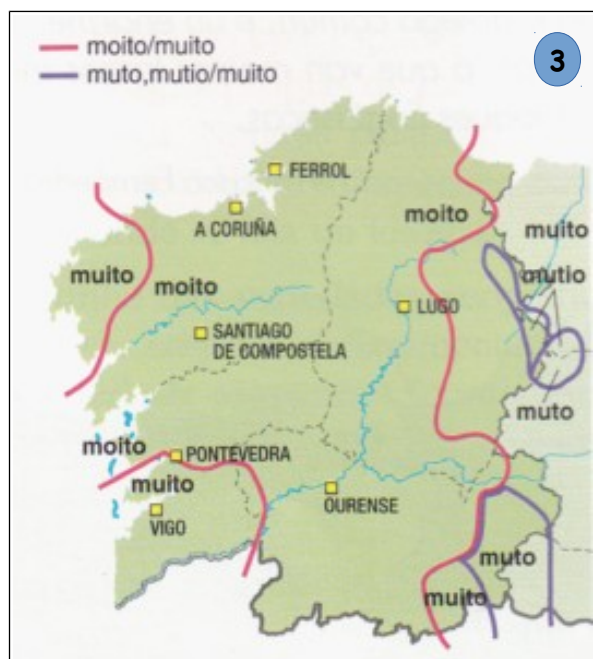 moito/muito
muto,mutio/muito
3
FERROL
A CORUÑA
moito
muito
muito
moito
mutio
LUGO
SANTIAGO
DE COMPOSTELA
muto
moito
PONTEVEDRA
muito
VIGO
OURENSE
muto
muito